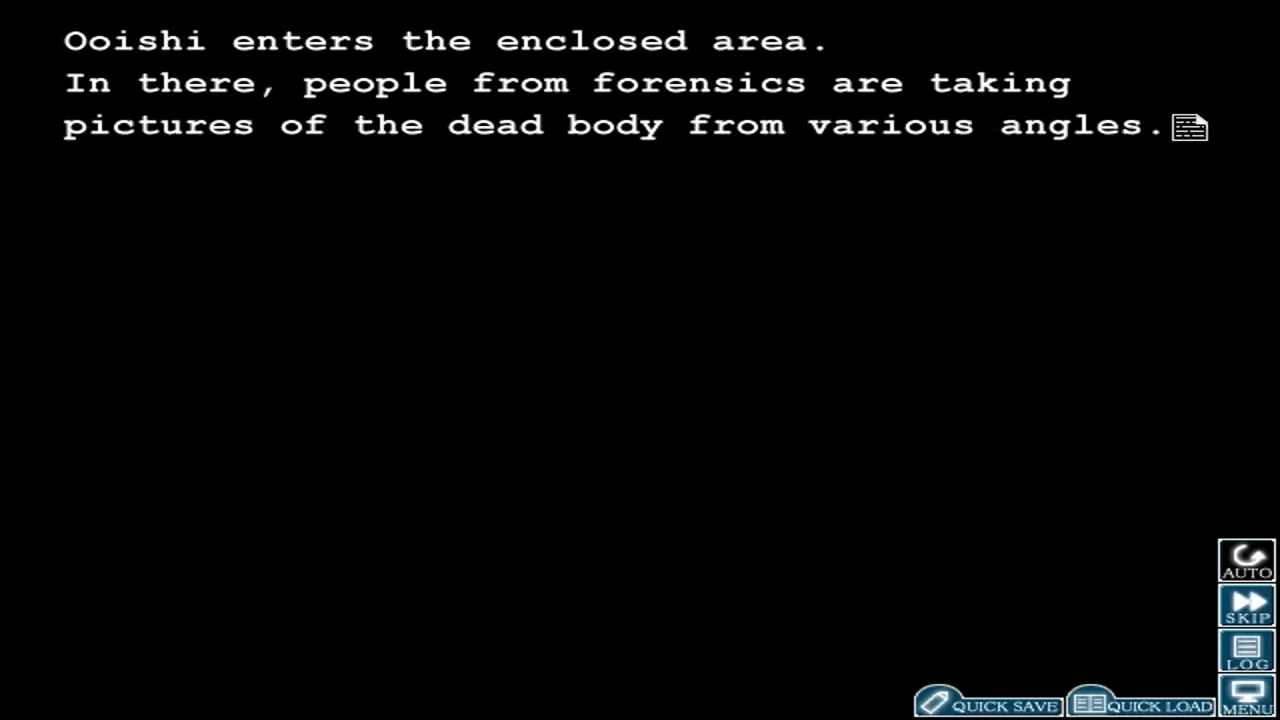 Ooishi enters the enclosed area.
In there, people from forensics are taking
pictures of the dead body from various angles.
AUTO
SKIP
LOG
QUICK SAVE
QUICK LOAD
MENU